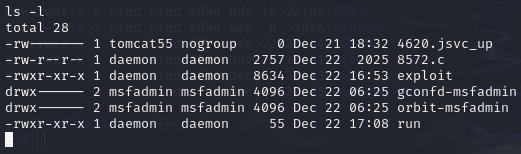 ls -l
total 28
-rw------- 1 tomcat55 nogroup    0 Dec 21 18:32 4620.jsvc_up
-rw-r--r-- 1 daemon   daemon  2757 Dec 22  2025 8572.c
-rwxr-xr-x 1 daemon   daemon  8634 Dec 22 16:53 exploit
drwx------ 2 msfadmin msfadmin 4096 Dec 22 06:25 gconfd-msfadmin
drwx------ 2 msfadmin msfadmin 4096 Dec 22 06:25 orbit-msfadmin
-rwxr-xr-x 1 daemon   daemon    55 Dec 22 17:08 run